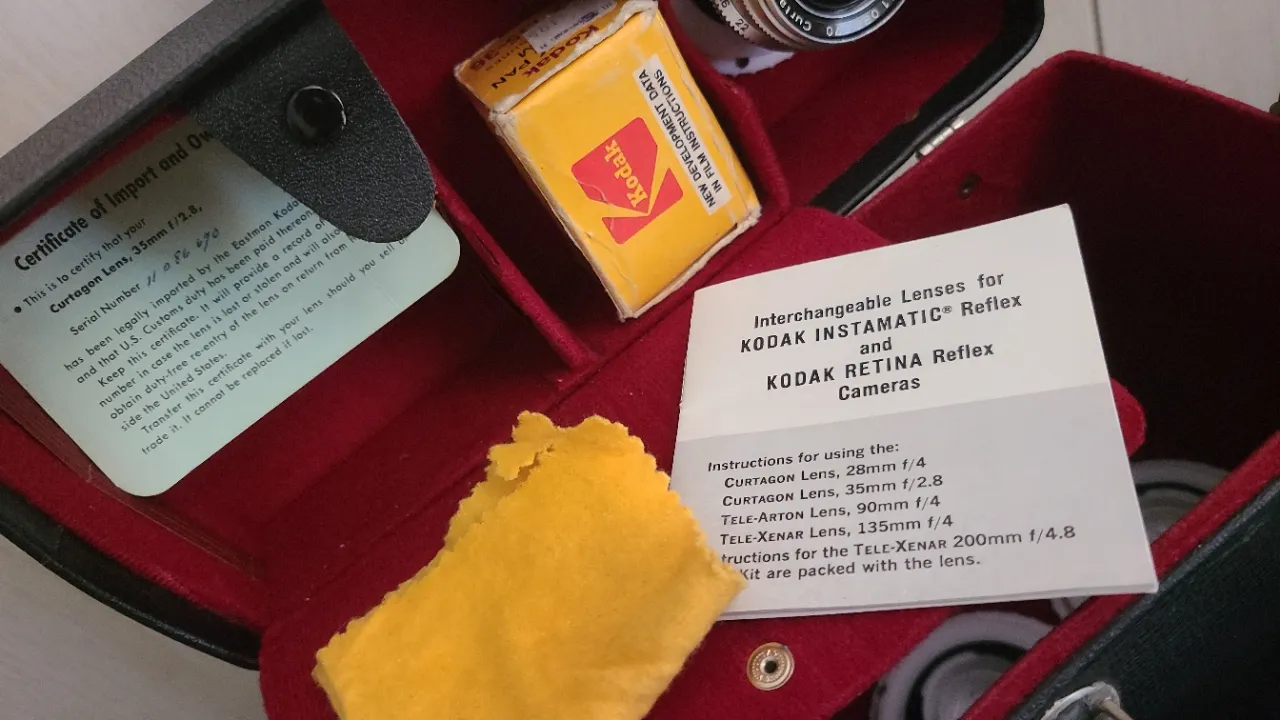 Certificate of Import and
This is to certify that your
Curtagon Lens, 35mm f/2.8,
Serial Number 11086690
has been legally imported by the Eastman
and that U.S. Customs duty has been paid
Keep this certificate. It will provide a record
number in case the lens is lost or stolen and will
obtain duty-free re-entry of the lens on return from
side the United States.
Transfer this certificate with your lens should you sell
trade it. It cannot be replaced if lost.
Kodak
PAN
36
Kodak
NEW DEVELOPMENT DATA
IN FILM INSTRUCTIONS
22
Interchangeable Lenses for
KODAK INSTAMATIC® Reflex
and
KODAK RETINA Reflex
Cameras
Instructions for using the:
CURTAGON Lens, 28mm f/4
CURTAGON Lens, 35mm f/2.8
TELE-ARTON Lens, 90mm f/4
TELE-XENAR Lens, 135mm f/4
for the TELE-XENAR 200mm f/4.8
Kit are packed with the lens.